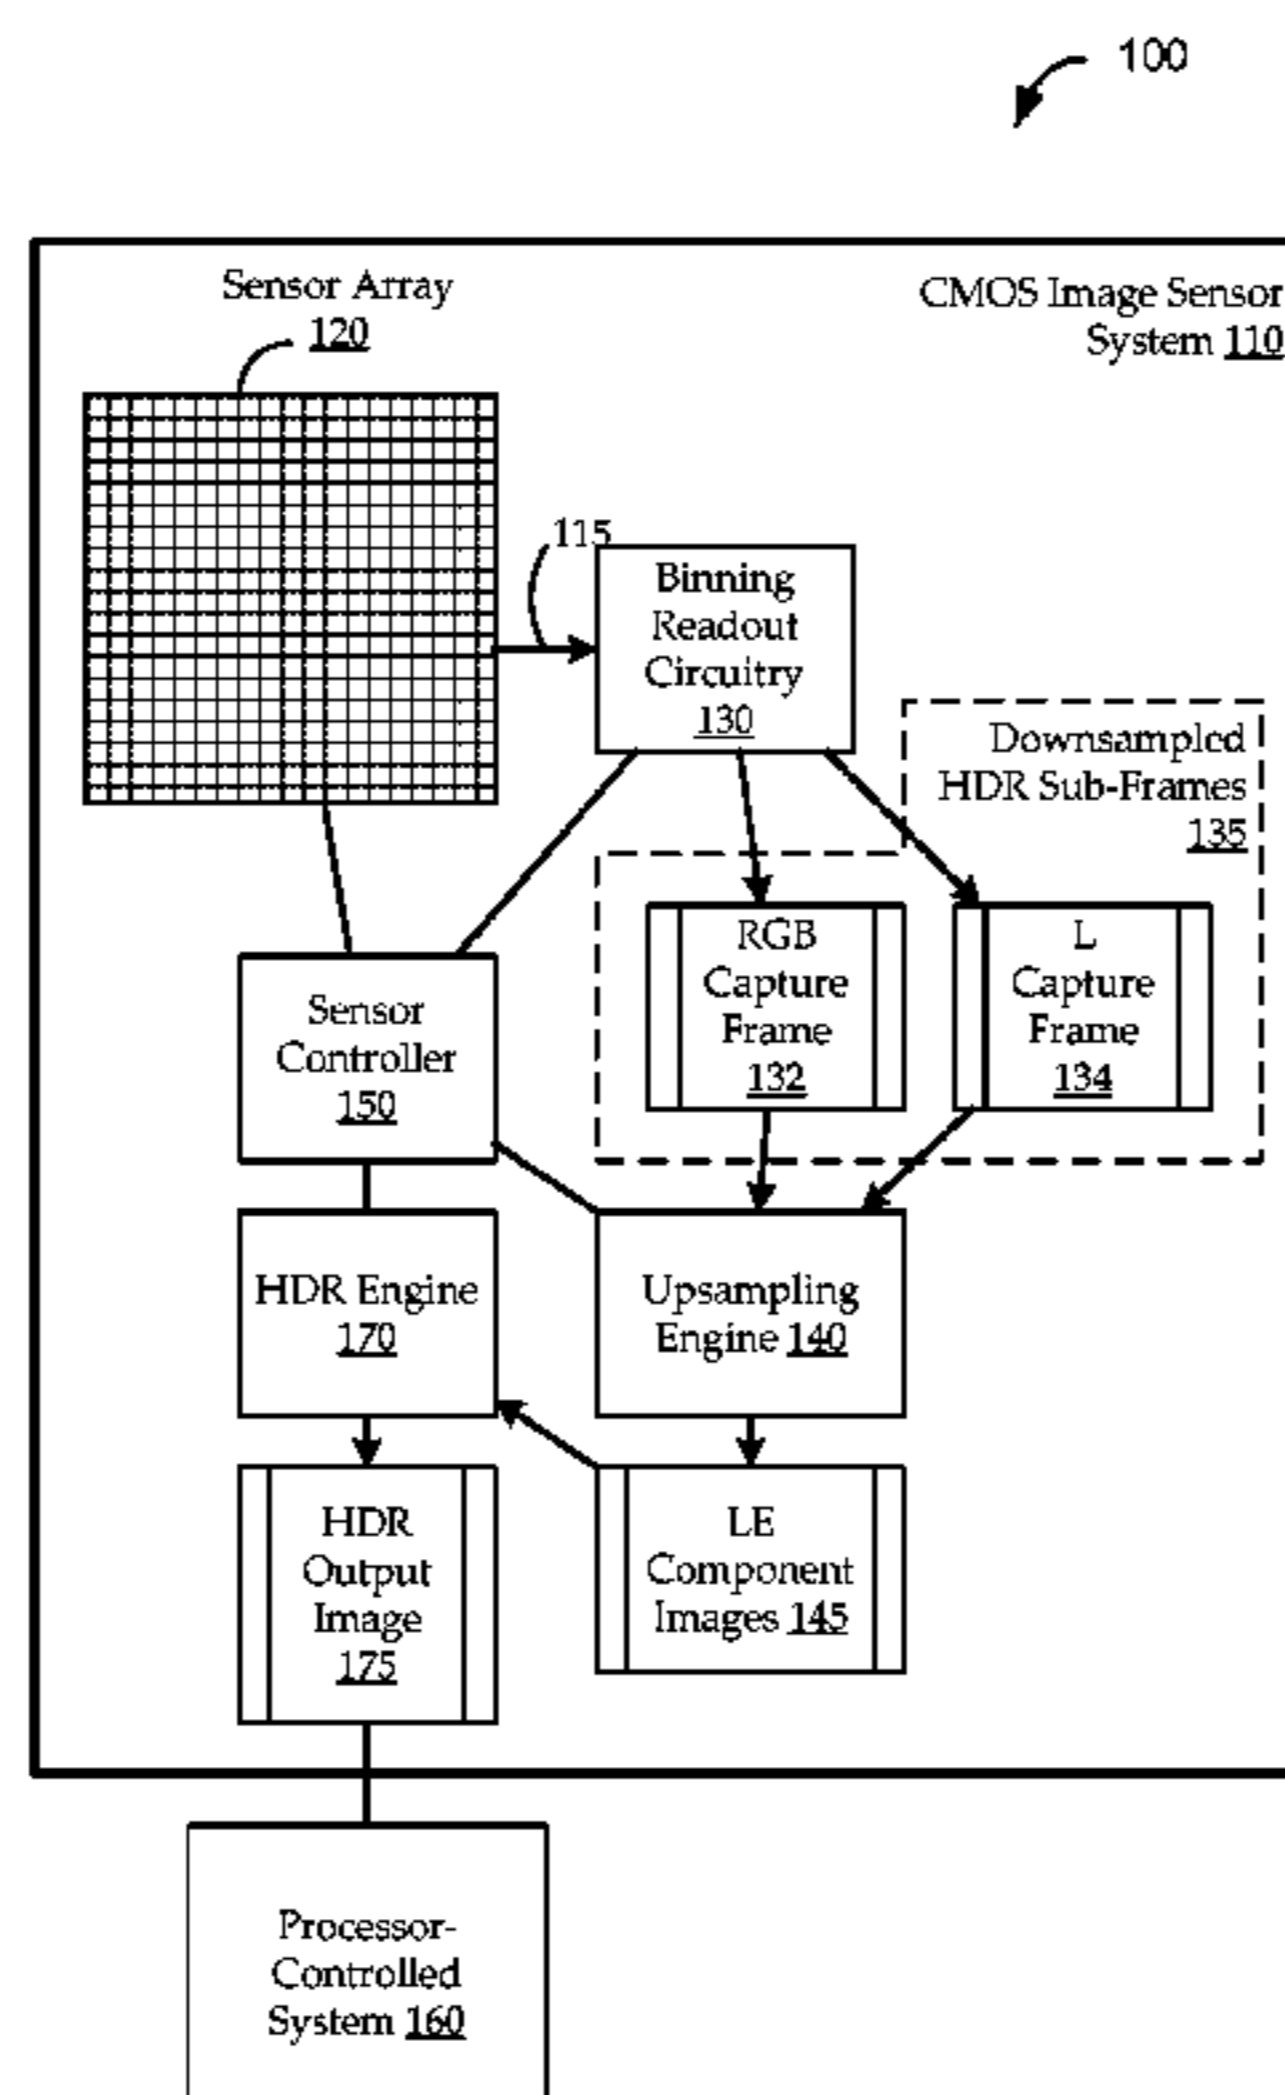 100
Sensor Array
120
CMOS Image Sensor
System 110
115
Binning
Readout
Circuitry
130
Downsampled
HDR Sub-Frames
135
RGB
Capture
Frame
132
L
Capture
Frame
134
Sensor
Controller
150
HDR Engine
170
Upsampling
Engine 140
HDR
Output
Image
175
LE
Component
Images 145
Processor-
Controlled
System 160